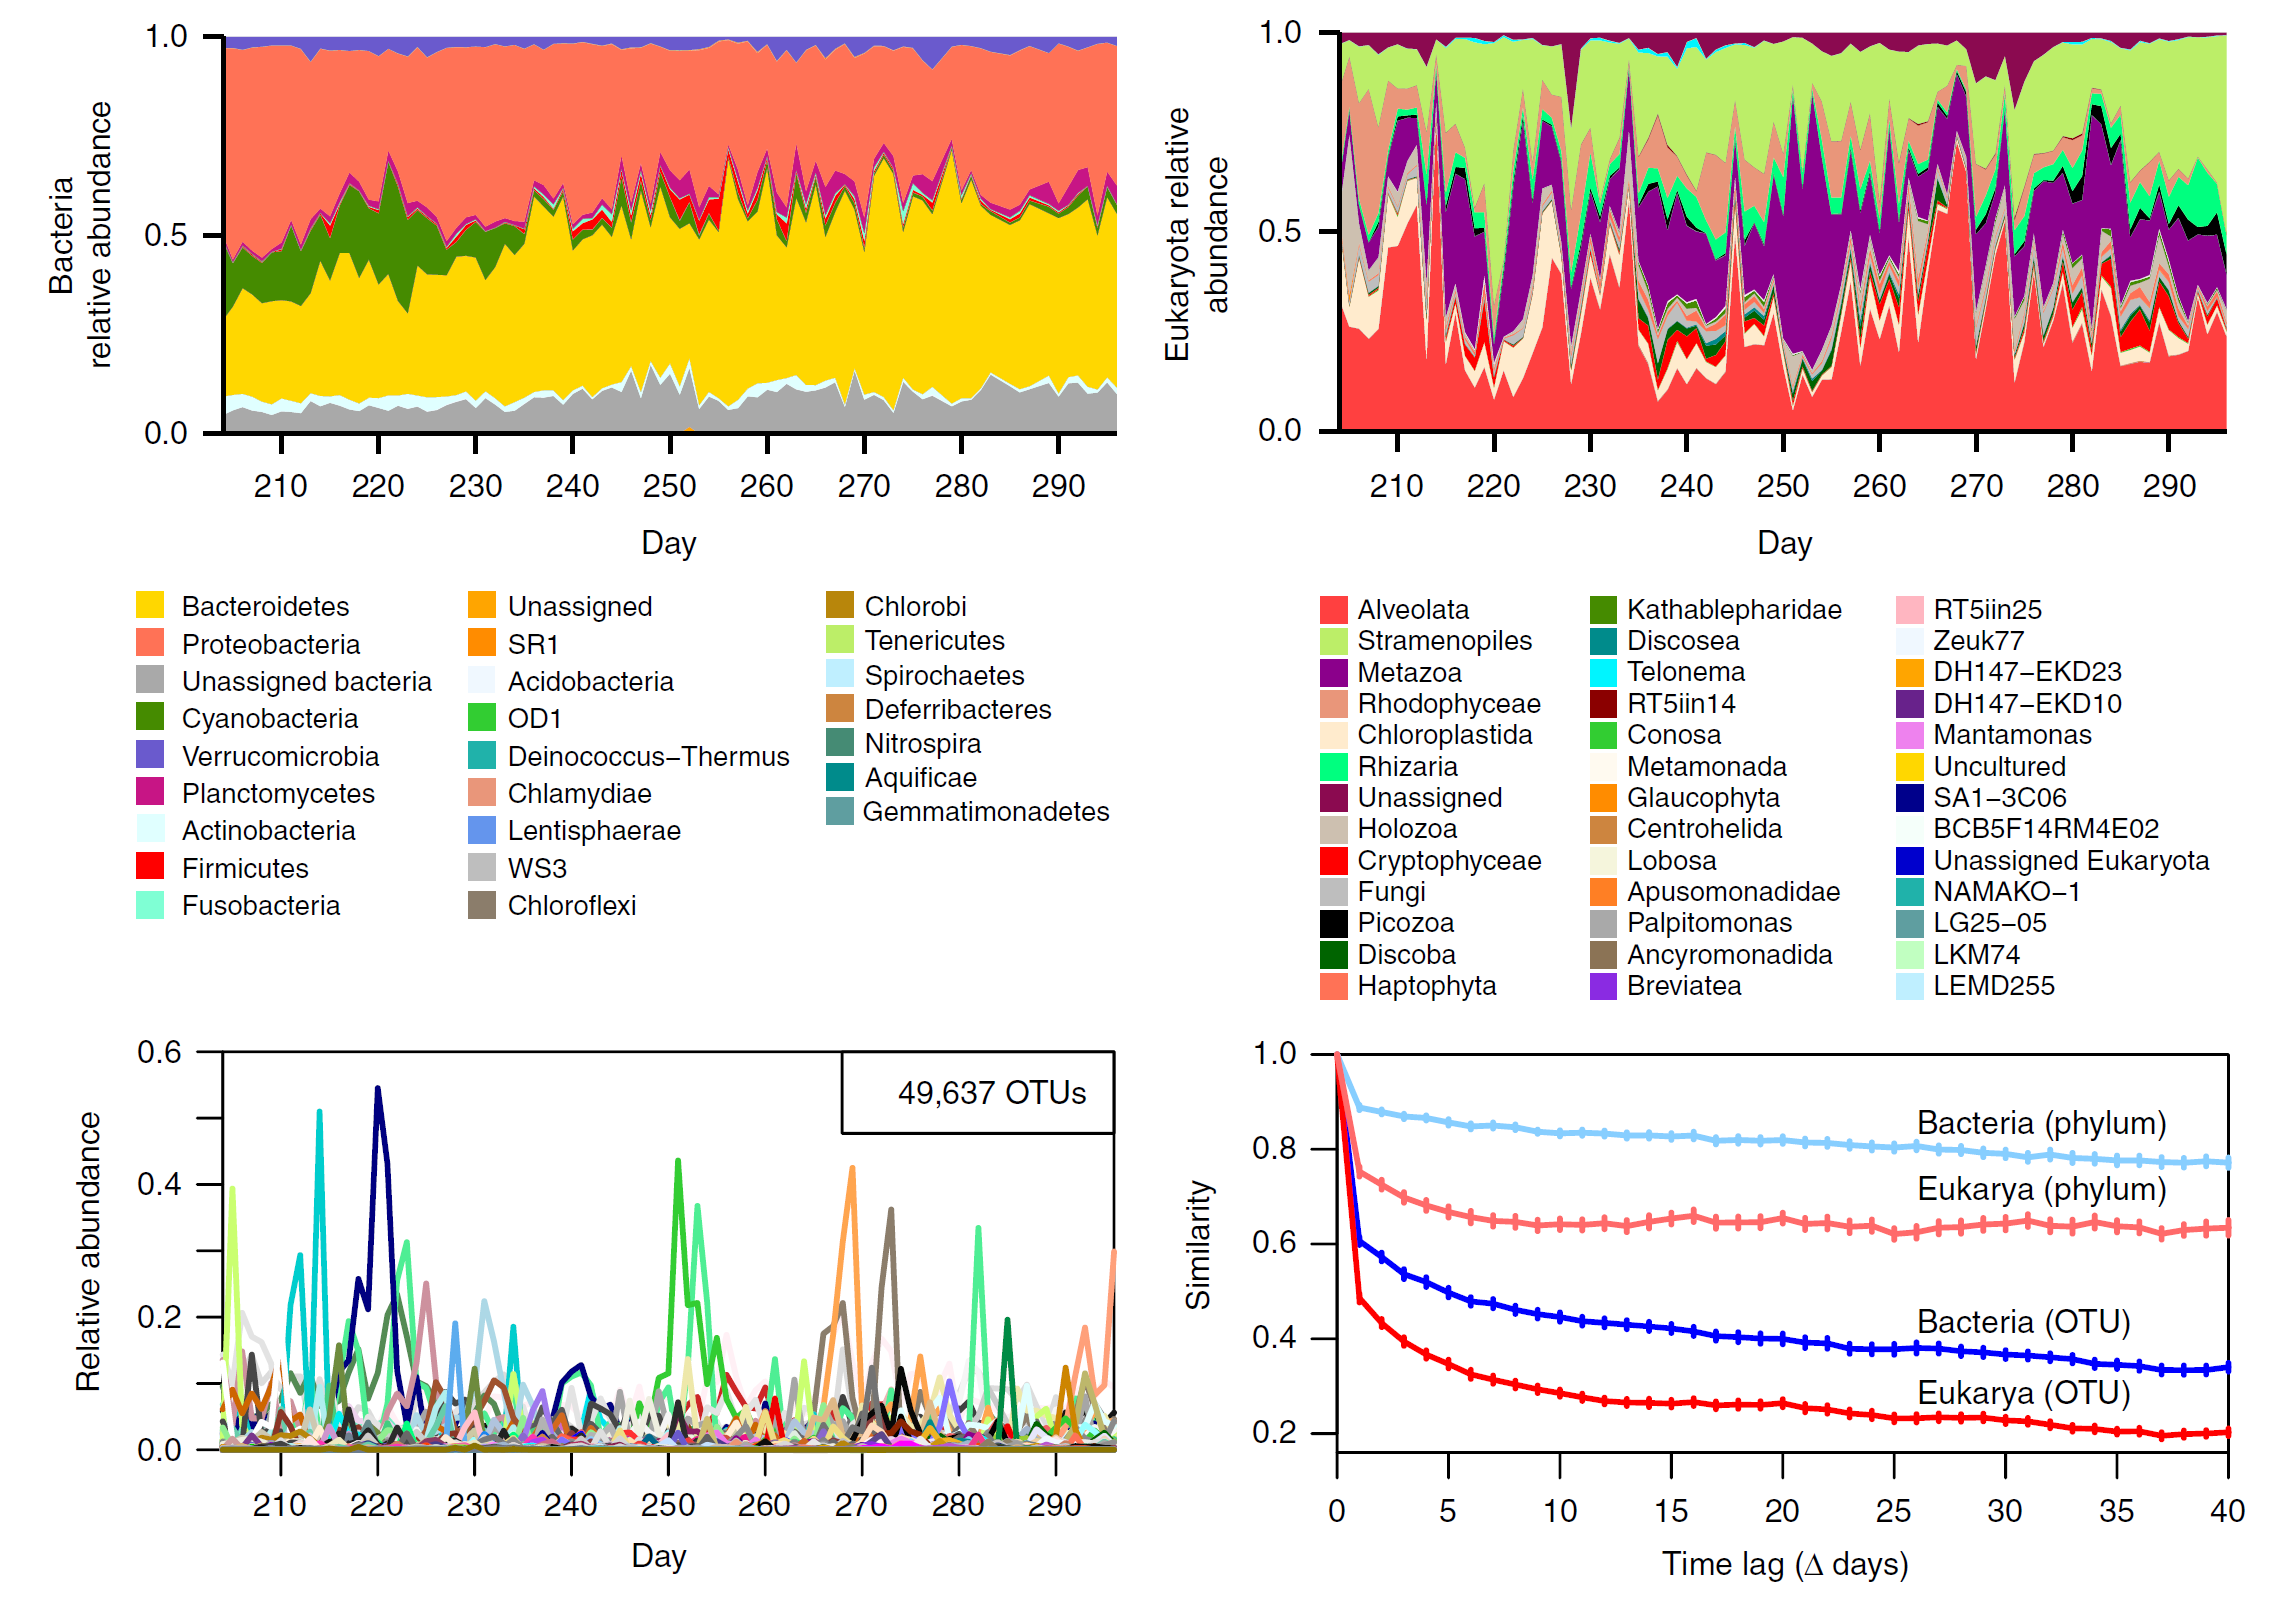 1.0
0.5
0.0
Bacteria
relative abundance
210 220 230 240 250 260 270 280 290
Day
1.0
0.5
0.0
Eukaryota relative
abundance
210 220 230 240 250 260 270 280 290
Day
Bacteroidetes
Proteobacteria
Unassigned bacteria
Cyanobacteria
Verrucomicrobia
Planctomycetes
Actinobacteria
Firmicutes
Fusobacteria
Unassigned
SR1
Acidobacteria
OD1
Deinococcus–Thermus
Chlamydiae
Lentisphaerae
WS3
Chloroflexi
Chlorobi
Tenericutes
Spirochaetes
Deferribacteres
Nitrospira
Aquificae
Gemmatimonadetes
Alveolata
Stramenopiles
Metazoa
Rhodophyceae
Chloroplastida
Rhizaria
Unassigned
Holozoa
Cryptophyceae
Fungi
Picozoa
Discoba
Haptophyta
Kathablepharidae
Discosea
Telonema
RT5iin14
Conosa
Metamonada
Glaucophyta
Centrohelida
Lobosa
Apusomonadidae
Palpitomonas
Ancyromonadida
Breviatea
RT5iin25
Zeuk77
DH147–EKD23
DH147–EKD10
Mantamonas
Uncultured
SA1–3C06
BCB5F14RM4E02
Unassigned Eukaryota
NAMAKO–1
LG25–05
LKM74
LEMD255
0.6
0.4
0.2
0.0
Relative abundance
49,637 OTUs
210 220 230 240 250 260 270 280 290
Day
1.0
0.8
0.6
0.4
0.2
Similarity
Bacteria (phylum)
Eukarya (phylum)
Bacteria (OTU)
Eukarya (OTU)
0 5 10 15 20 25 30 35 40
Time lag (Δ days)